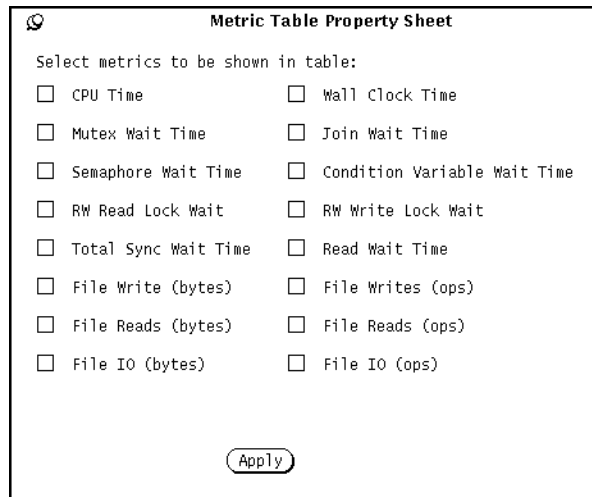 Metric Table Property Sheet
Select metrics to be shown in table:
CPU Time Wall Clock Time
Mutex Wait Time Join Wait Time
Semaphore Wait Time Condition Variable Wait Time
RW Read Lock Wait RW Write Lock Wait
Total Sync Wait Time Read Wait Time
File Write (bytes) File Writes (ops)
File Reads (bytes) File Reads (ops)
File IO (bytes) File IO (ops)
Apply